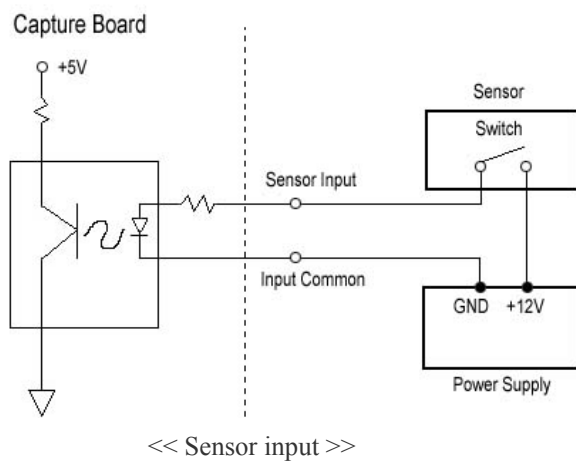 Capture Board
+5V
Sensor
Switch
Sensor Input
Input Common
GND +12V
Power Supply
<< Sensor input >>